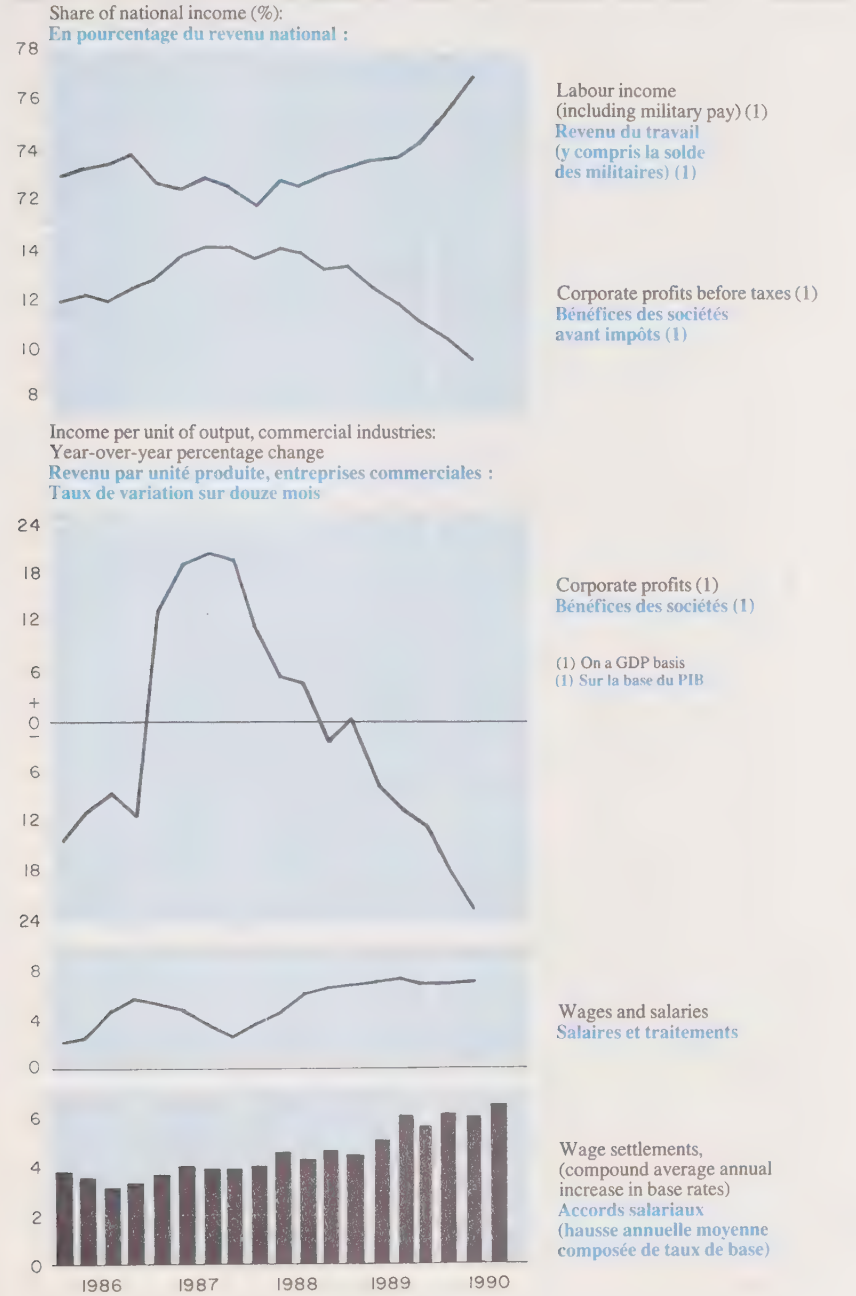 Share of national income (%):
En pourcentage du revenu national :
78
76
74
72
14
12
10
8
Labour income
(including military pay) (1)
Revenu du travail
(y compris la solde
des militaires) (1)
Corporate profits before taxes (1)
Bénéfices des sociétés
avant impôts (1)
Income per unit of output, commercial industries:
Year-over-year percentage change
Revenu par unité produite, entreprises commerciales :
Taux de variation sur douze mois
24
18
12
6
+
0
−
6
12
18
24
Corporate profits (1)
Bénéfices des sociétés (1)
(1) On a GDP basis
(1) Sur la base du PIB
8
4
0
Wages and salaries
Salaires et traitements
6
4
2
0
Wage settlements,
(compound average annual
increase in base rates)
Accords salariaux
(hausse annuelle moyenne
composée de taux de base)
1986 1987 1988 1989 1990